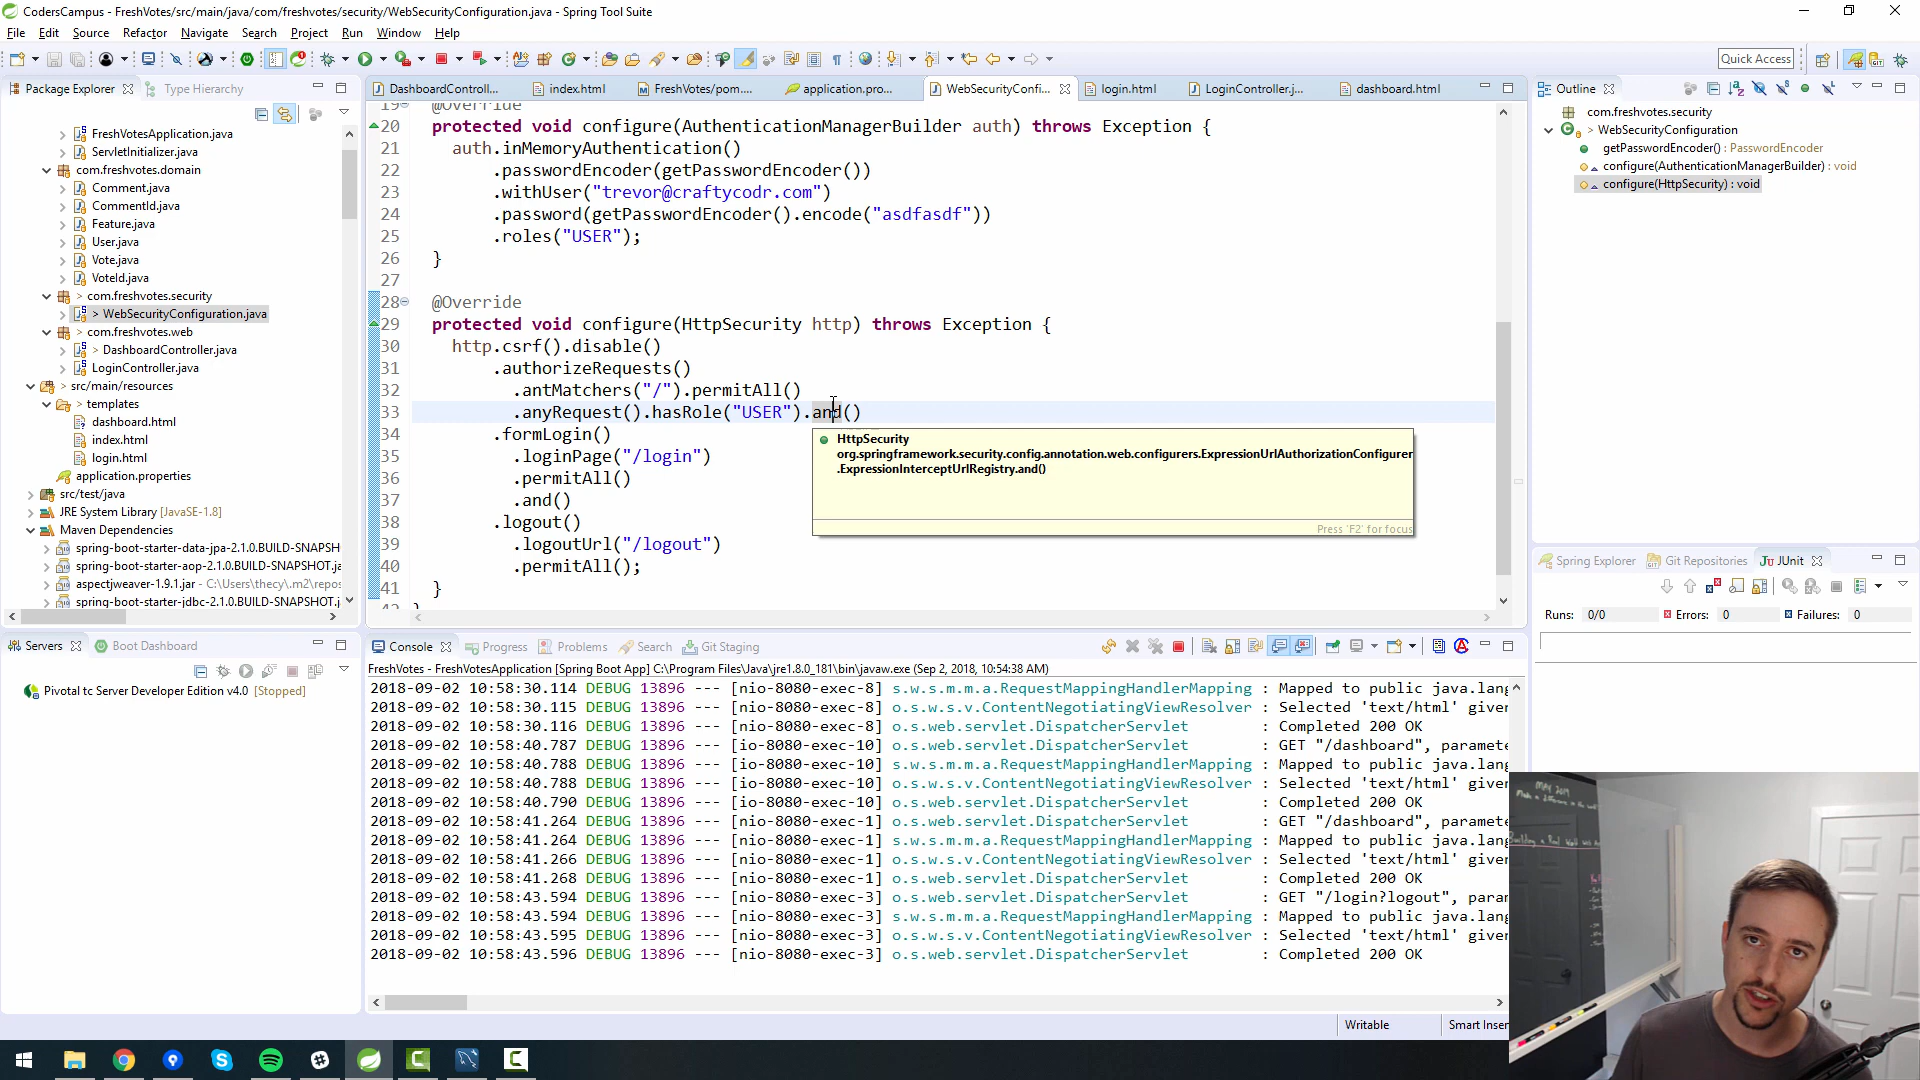 CodersCampus - FreshVotes/src/main/java/com/freshvotes/security/WebSecurityConfiguration.java - Spring Tool Suite
File Edit Source Refactor Navigate Search Project Run Window Help
Quick Access
Package Explorer
Type Hierarchy
FreshVotesApplication.java
ServletInitializer.java
com.freshvotes.domain
Comment.java
CommentId.java
Feature.java
User.java
Vote.java
VoteId.java
> com.freshvotes.security
> WebSecurityConfiguration.java
> com.freshvotes.web
> DashboardController.java
LoginController.java
> src/main/resources
> templates
dashboard.html
index.html
login.html
application.properties
src/test/java
JRE System Library [JavaSE-1.8]
Maven Dependencies
spring-boot-starter-data-jpa-2.1.0.BUILD-SNAPSH
spring-boot-starter-aop-2.1.0.BUILD-SNAPSHOT.ja
aspectjweaver-1.9.1.jar - C:\Users\thecy\.m2\repos
spring-boot-starter-jdbc-2.1.0.BUILD-SNAPSHOT.j
DashboardControll...
index.html
FreshVotes/pom....
application.pro...
WebSecurityConfi...
login.html
LoginController.j...
dashboard.html
19 @Override
20 protected void configure(AuthenticationManagerBuilder auth) throws Exception {
21 auth.inMemoryAuthentication()
22 .passwordEncoder(getPasswordEncoder())
23 .withUser("trevor@craftycodr.com")
24 .password(getPasswordEncoder().encode("asdfasdf"))
25 .roles("USER");
26 }
27
28 @Override
29 protected void configure(HttpSecurity http) throws Exception {
30 http.csrf().disable()
31 .authorizeRequests()
32 .antMatchers("/").permitAll()
33 .anyRequest().hasRole("USER").and()
34 .formLogin()
35 .loginPage("/login")
36 .permitAll()
37 .and()
38 .logout()
39 .logoutUrl("/logout")
40 .permitAll();
41 }
HttpSecurity
org.springframework.security.config.annotation.web.configurers.ExpressionUrlAuthorizationConfigurer
.ExpressionInterceptUrlRegistry.and()
Press 'F2' for focus
Outline
com.freshvotes.security
> WebSecurityConfiguration
getPasswordEncoder() : PasswordEncoder
configure(AuthenticationManagerBuilder) : void
configure(HttpSecurity) : void
Spring Explorer
Git Repositories
JUnit
Runs: 0/0
Errors: 0
Failures: 0
Servers
Boot Dashboard
Pivotal tc Server Developer Edition v4.0 [Stopped]
Console
Progress
Problems
Search
Git Staging
FreshVotes - FreshVotesApplication [Spring Boot App] C:\Program Files\Java\jre1.8.0_181\bin\javaw.exe (Sep 2, 2018, 10:54:38 AM)
2018-09-02 10:58:30.114 DEBUG 13896 --- [nio-8080-exec-8] s.w.s.m.m.a.RequestMappingHandlerMapping : Mapped to public java.lang
2018-09-02 10:58:30.115 DEBUG 13896 --- [nio-8080-exec-8] o.s.w.s.v.ContentNegotiatingViewResolver : Selected 'text/html' giver
2018-09-02 10:58:30.116 DEBUG 13896 --- [nio-8080-exec-8] o.s.web.servlet.DispatcherServlet : Completed 200 OK
2018-09-02 10:58:40.787 DEBUG 13896 --- [io-8080-exec-10] o.s.web.servlet.DispatcherServlet : GET "/dashboard", paramete
2018-09-02 10:58:40.788 DEBUG 13896 --- [io-8080-exec-10] s.w.s.m.m.a.RequestMappingHandlerMapping : Mapped to public java.lang
2018-09-02 10:58:40.788 DEBUG 13896 --- [io-8080-exec-10] o.s.w.s.v.ContentNegotiatingViewResolver : Selected 'text/html' giver
2018-09-02 10:58:40.790 DEBUG 13896 --- [io-8080-exec-10] o.s.web.servlet.DispatcherServlet : Completed 200 OK
2018-09-02 10:58:41.264 DEBUG 13896 --- [nio-8080-exec-1] o.s.web.servlet.DispatcherServlet : GET "/dashboard", paramete
2018-09-02 10:58:41.264 DEBUG 13896 --- [nio-8080-exec-1] s.w.s.m.m.a.RequestMappingHandlerMapping : Mapped to public java.lang
2018-09-02 10:58:41.266 DEBUG 13896 --- [nio-8080-exec-1] o.s.w.s.v.ContentNegotiatingViewResolver : Selected 'text/html' giver
2018-09-02 10:58:41.268 DEBUG 13896 --- [nio-8080-exec-1] o.s.web.servlet.DispatcherServlet : Completed 200 OK
2018-09-02 10:58:43.594 DEBUG 13896 --- [nio-8080-exec-3] o.s.web.servlet.DispatcherServlet : GET "/login?logout", paran
2018-09-02 10:58:43.594 DEBUG 13896 --- [nio-8080-exec-3] s.w.s.m.m.a.RequestMappingHandlerMapping : Mapped to public java.lang
2018-09-02 10:58:43.595 DEBUG 13896 --- [nio-8080-exec-3] o.s.w.s.v.ContentNegotiatingViewResolver : Selected 'text/html' giver
2018-09-02 10:58:43.596 DEBUG 13896 --- [nio-8080-exec-3] o.s.web.servlet.DispatcherServlet : Completed 200 OK
Writable
Smart Inser
MAY 2019